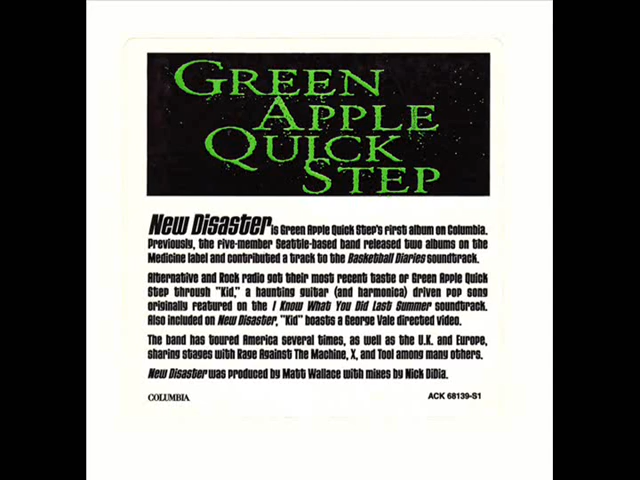 GREEN
APPLE
QUICK
STEP
New Disaster is Green Apple Quick Step's first album on Columbia.
Previously, the five-member Seattle-based band released two albums on the
Medicine label and contributed a track to the Basketball Diaries soundtrack.
Alternative and Rock radio got their most recent taste of Green Apple Quick
Step through "Kid," a haunting guitar (and harmonica) driven pop song
originally featured on the I Know What You Did Last Summer soundtrack.
Also included on New Disaster, "Kid" boasts a George Vale directed video.
The band has toured America several times, as well as the U.K. and Europe,
sharing stages with Rage Against The Machine, X, and Tool among many others.
New Disaster was produced by Matt Wallace with mixes by Nick DiDia.
COLUMBIA
ACK 68139-S1